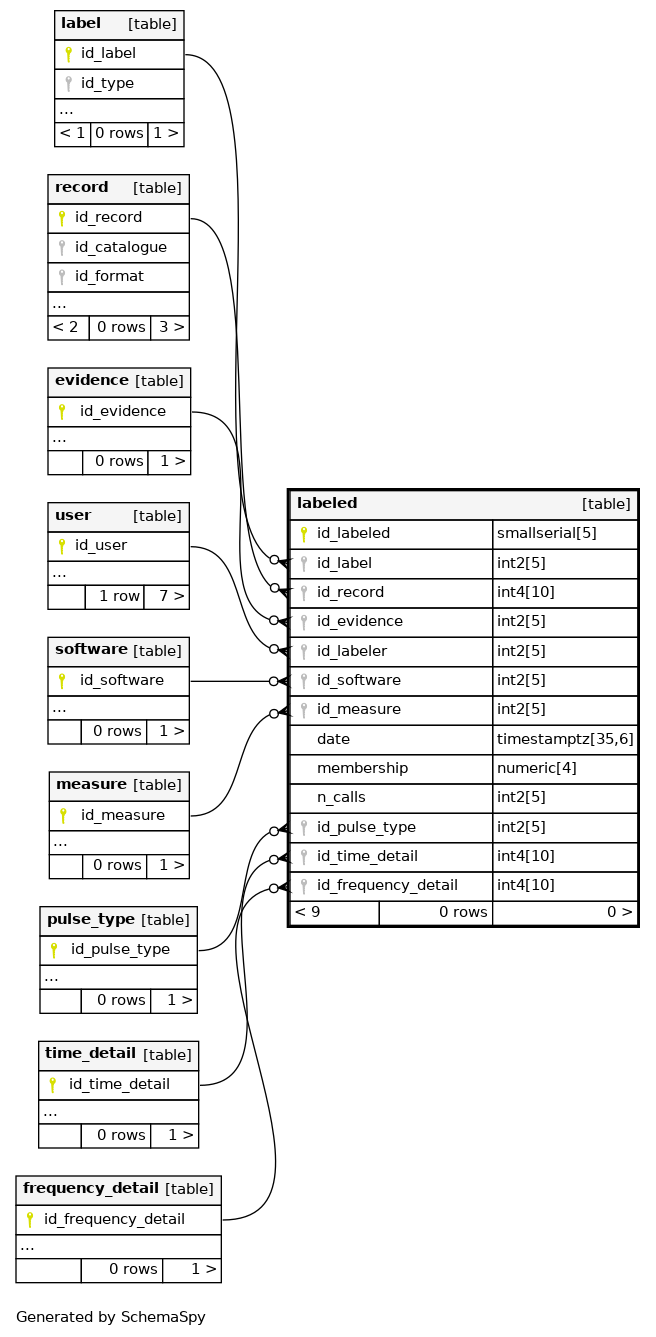 label [table]
id_label
id_type
...
< 1 0 rows 1 >
record [table]
id_record
id_catalogue
id_format
...
< 2 0 rows 3 >
evidence [table]
id_evidence
...
0 rows 1 >
user [table]
id_user
...
1 row 7 >
software [table]
id_software
...
0 rows 1 >
measure [table]
id_measure
...
0 rows 1 >
pulse_type [table]
id_pulse_type
...
0 rows 1 >
time_detail [table]
id_time_detail
...
0 rows 1 >
frequency_detail [table]
id_frequency_detail
...
0 rows 1 >
labeled [table]
id_labeled smallserial[5]
id_label int2[5]
id_record int4[10]
id_evidence int2[5]
id_labeler int2[5]
id_software int2[5]
id_measure int2[5]
date timestamptz[35,6]
membership numeric[4]
n_calls int2[5]
id_pulse_type int2[5]
id_time_detail int4[10]
id_frequency_detail int4[10]
< 9 0 rows 0 >
Generated by SchemaSpy